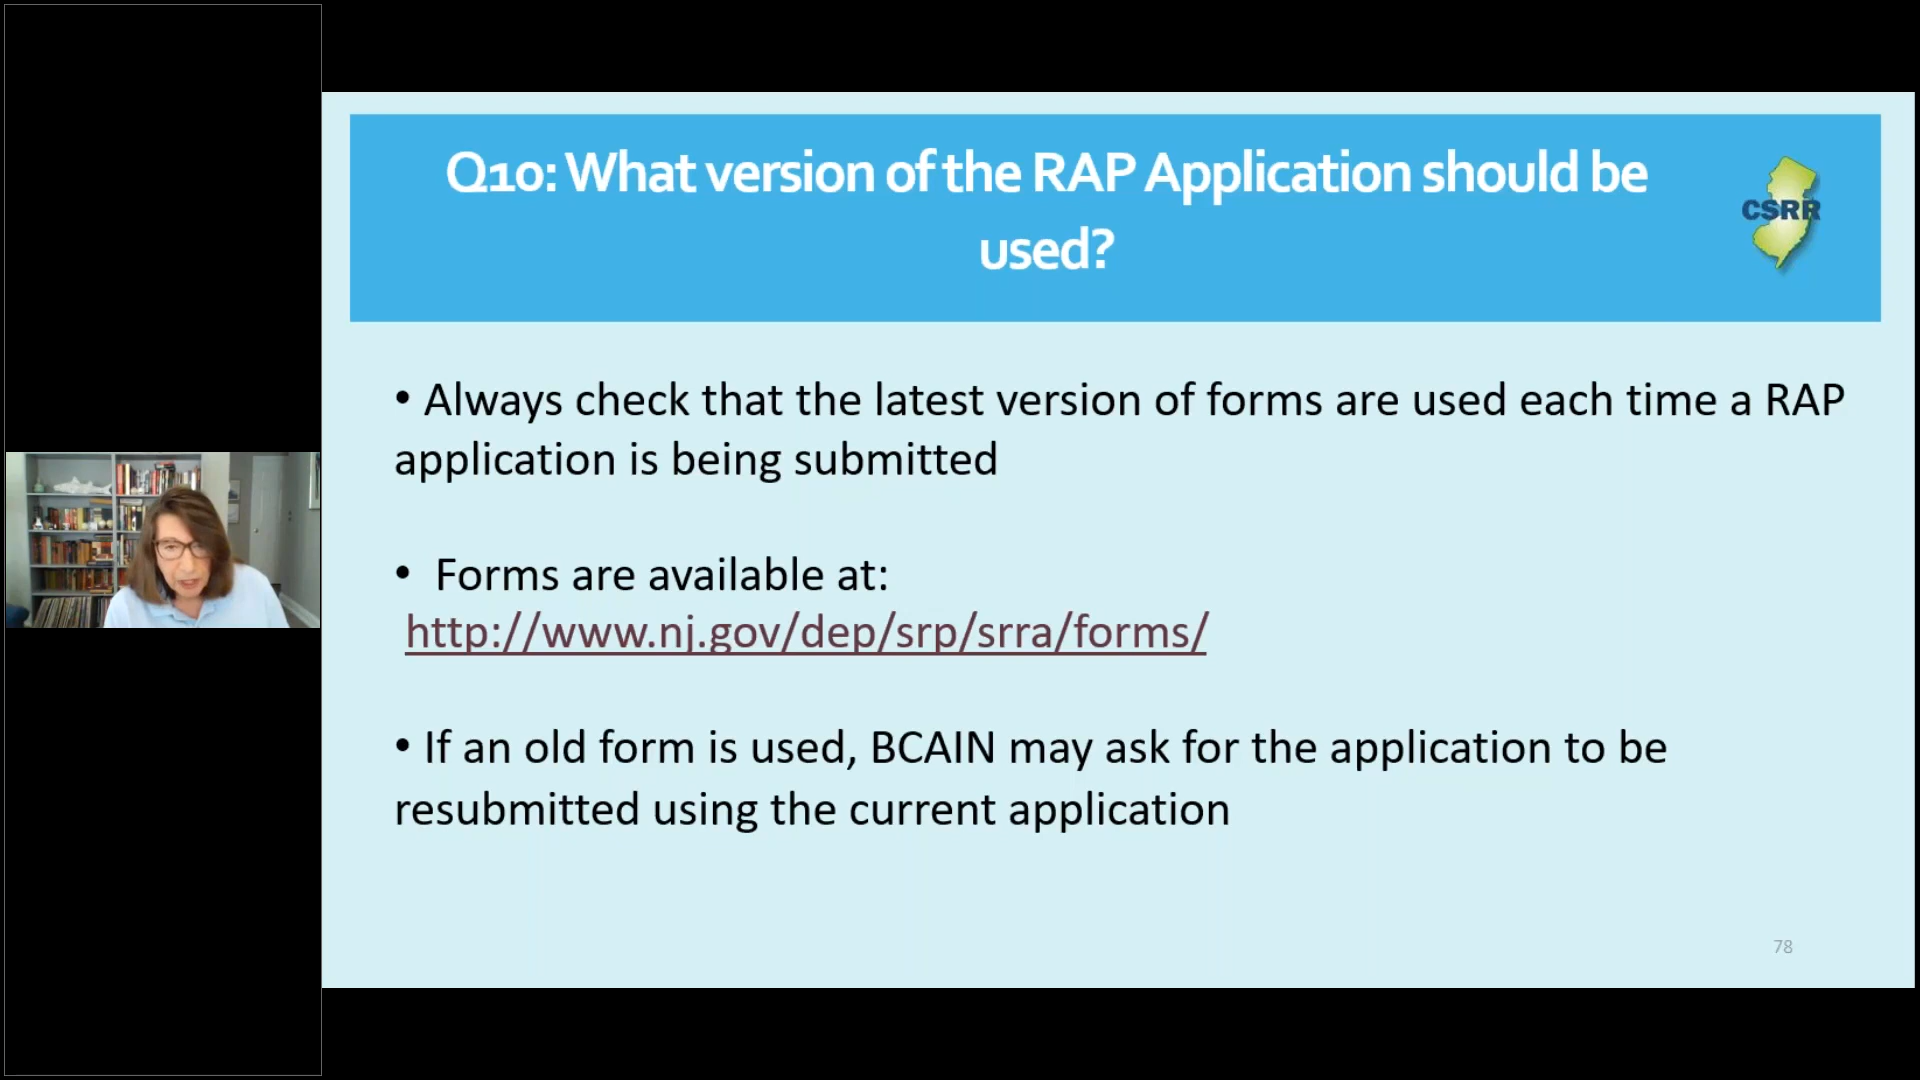 Q10: What version of the RAP Application should be
used?
CSRR
• Always check that the latest version of forms are used each time a RAP
application is being submitted
• Forms are available at:
http://www.nj.gov/dep/srp/srra/forms/
• If an old form is used, BCAIN may ask for the application to be
resubmitted using the current application
78